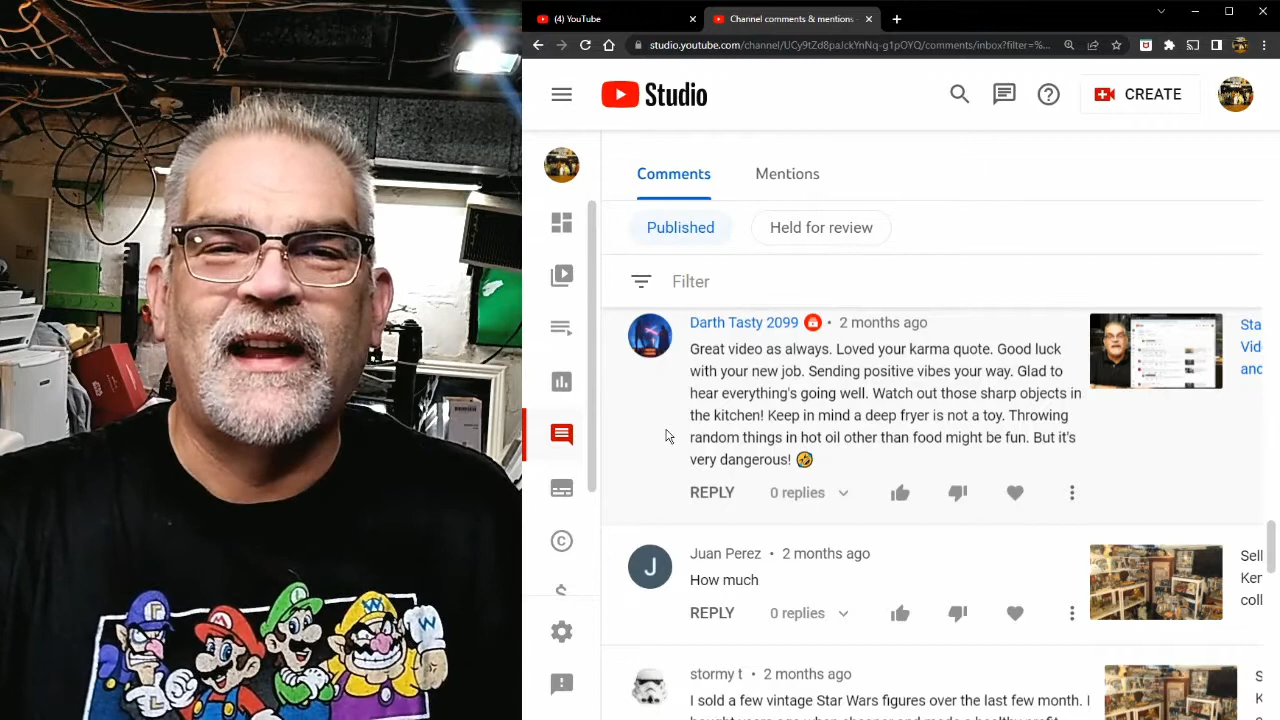 (4) YouTube
Channel comments & mentions
studio.youtube.com/channel/UCy9tZd8paJckYnNq-g1pOYQ/comments/inbox?filter=%...
Studio
CREATE
Comments
Mentions
Published
Held for review
Filter
Darth Tasty 2099 • 2 months ago
Great video as always. Loved your karma quote. Good luck
with your new job. Sending positive vibes your way. Glad to
hear everything's going well. Watch out those sharp objects in
the kitchen! Keep in mind a deep fryer is not a toy. Throwing
random things in hot oil other than food might be fun. But it's
very dangerous! 🤣
Sta
Vid
and
REPLY
0 replies
J
Juan Perez • 2 months ago
How much
Sell
Ker
coll
REPLY
0 replies
stormy t • 2 months ago
I sold a few vintage Star Wars figures over the last few month. I
S
L
W